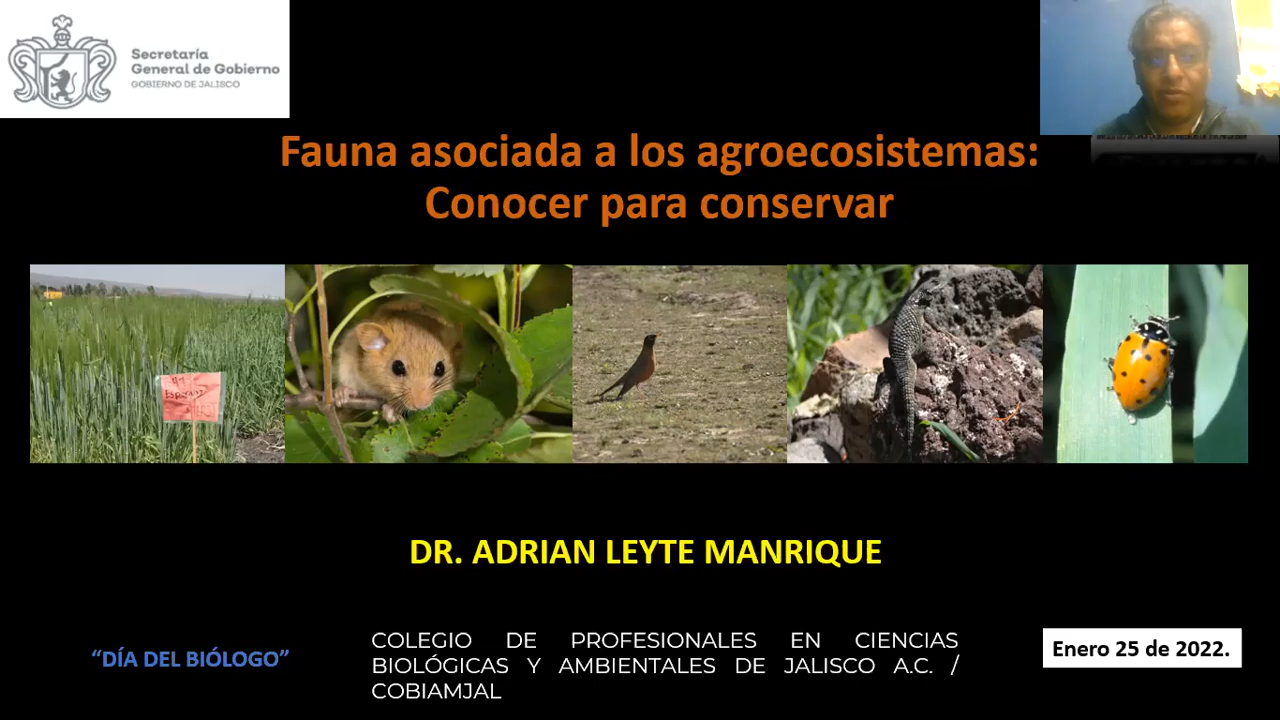 Secretaría
General de Gobierno
GOBIERNO DE JALISCO
Fauna asociada a los agroecosistemas:
Conocer para conservar
DR. ADRIAN LEYTE MANRIQUE
“DÍA DEL BIÓLOGO”
COLEGIO DE PROFESIONALES EN CIENCIAS
BIOLÓGICAS Y AMBIENTALES DE JALISCO A.C. /
COBIAMJAL
Enero 25 de 2022.